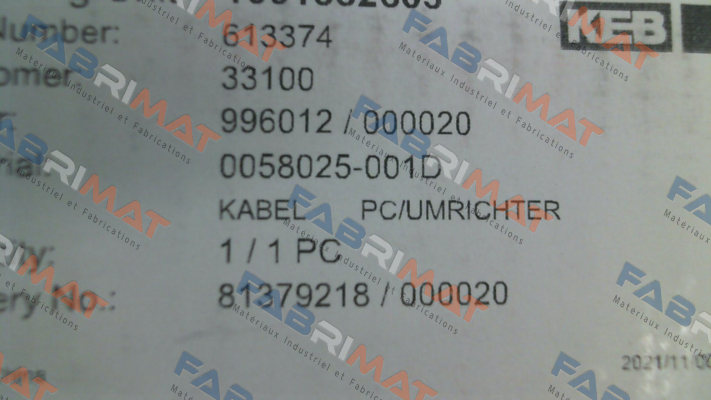 KEB
Number: 613374
33100
996012 / 000020
0058025-001D
KABEL PC/UMRICHTER
1 / 1 PC
No.: 81379218 / 000020
2021/11
FABRIMAT
Matériaux Industriel et Fabrications